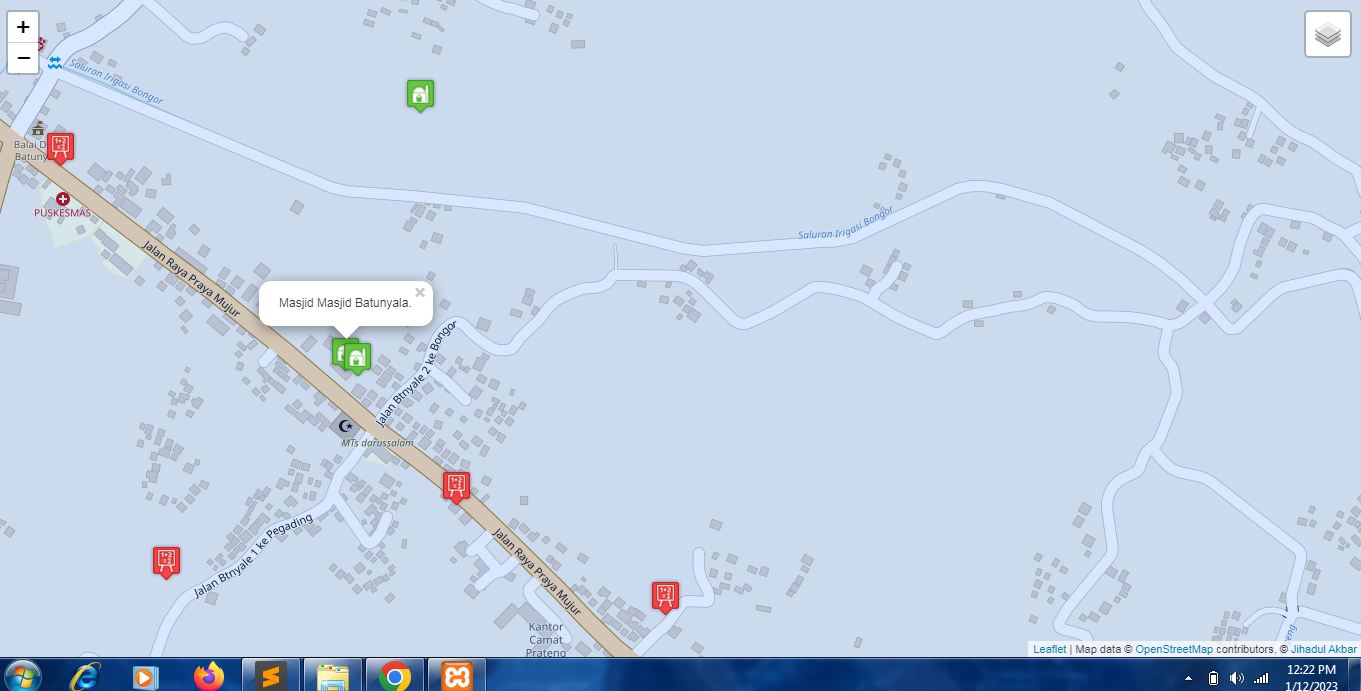 +
−
Saluran Irigasi Bongor
Balai D
Batuny
PUSKESMAS
Jalan Raya Praya Mujur
Saluran Irigasi Bongor
Masjid Masjid Batunyala.
×
Jalan Btnyale 2 ke Bongor
MTs darussalam
Jalan Btnyale 1 ke Pegading
Jalan Raya Praya Mujur
Kantor
Camat
Prateng
Leaflet | Map data © OpenStreetMap contributors, © Jihadul Akbar
12:22 PM
1/12/2023